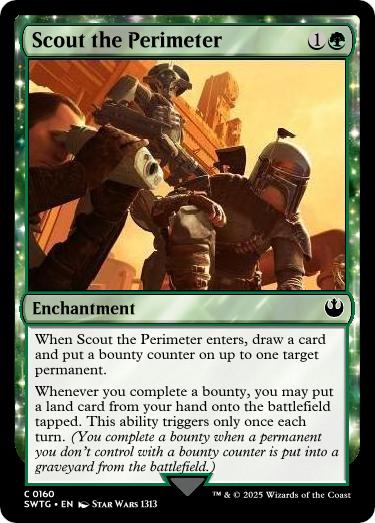 Scout the Perimeter 1
Enchantment
When Scout the Perimeter enters, draw a card
and put a bounty counter on up to one target
permanent.
Whenever you complete a bounty, you may put
a land card from your hand onto the battlefield
tapped. This ability triggers only once each
turn. (You complete a bounty when a permanent
you don't control with a bounty counter is put into a
graveyard from the battlefield.)
C 0160
SWTG • EN Star Wars 1313
™ & © 2025 Wizards of the Coast